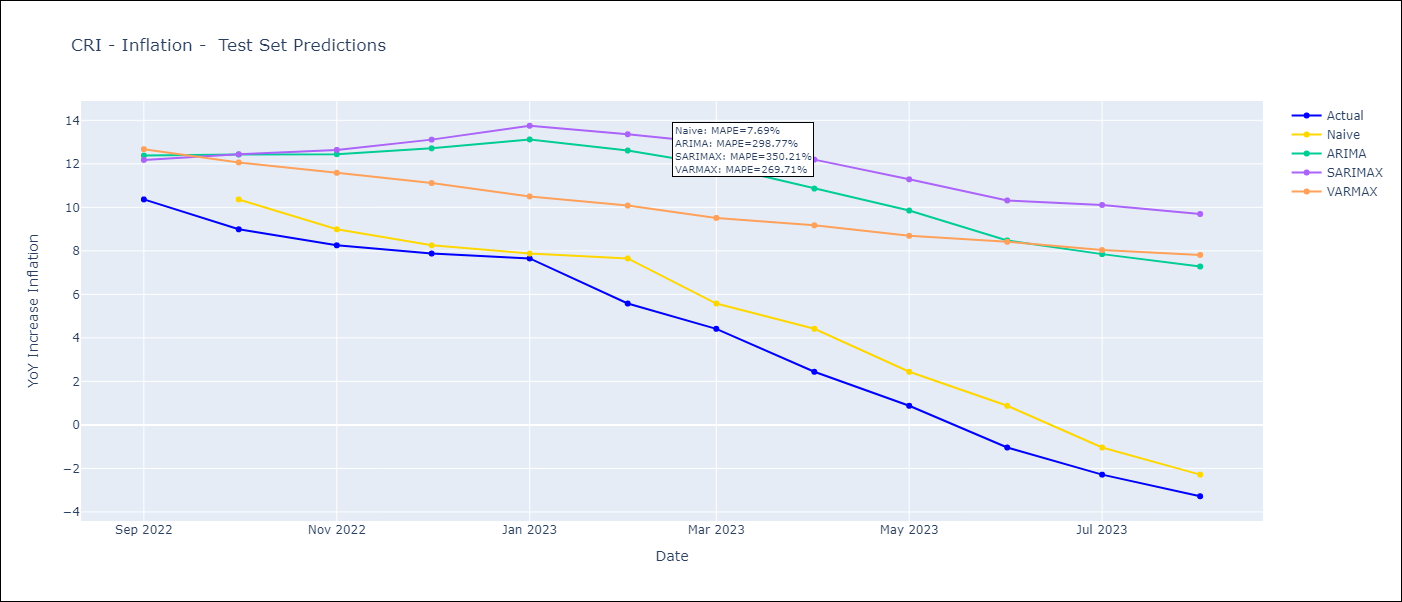 CRI - Inflation -  Test Set Predictions
Actual
Naive
ARIMA
SARIMAX
VARMAX
Naive: MAPE=7.69%
ARIMA: MAPE=298.77%
SARIMAX: MAPE=350.21%
VARMAX: MAPE=269.71%
YoY Increase Inflation
14
12
10
8
6
4
2
0
−2
−4
Sep 2022 Nov 2022 Jan 2023 Mar 2023 May 2023 Jul 2023
Date